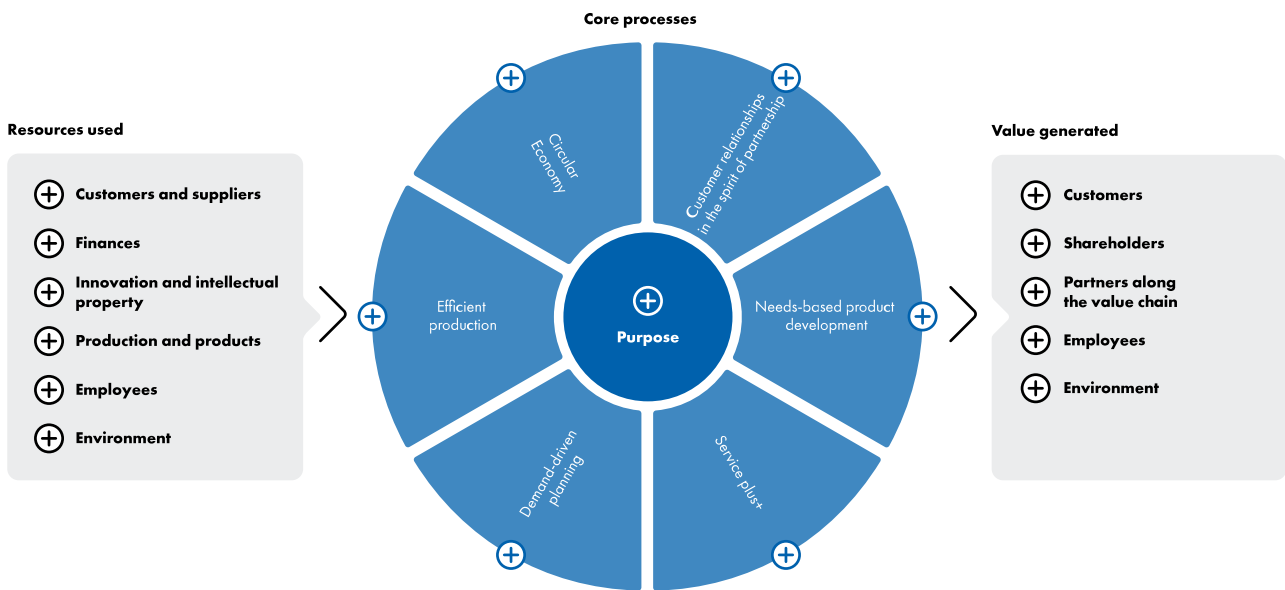 Core processes
Resources used
Customers and suppliers
Finances
Innovation and intellectual
property
Production and products
Employees
Environment
Circular
Economy
Customer relationships
in the spirit of partnership
Efficient
production
Purpose
Needs-based product
development
Demand-driven
planning
Service plus+
Value generated
Customers
Shareholders
Partners along
the value chain
Employees
Environment